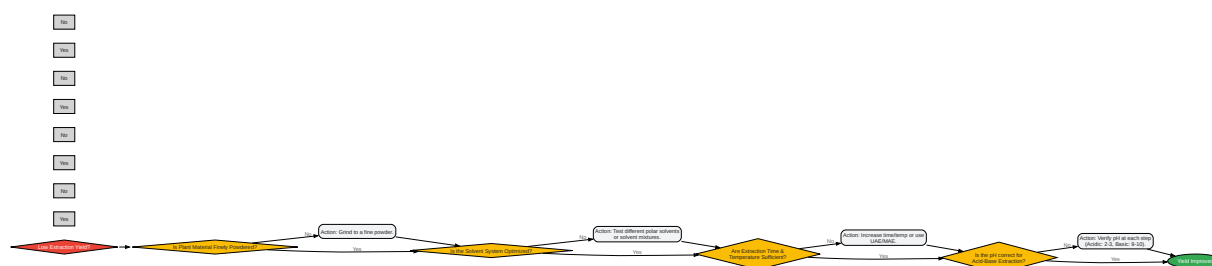 No
Yes
No
Yes
No
Yes
No
Yes
Low Extraction Yield?
Is Plant Material Finely Powdered?
No
Action: Grind to a fine powder.
Yes
Is the Solvent System Optimized?
No
Action: Test different polar solvents
or solvent mixtures.
Yes
Are Extraction Time &
Temperature Sufficient?
No
Action: Increase time/temp or use
UAE/MAE.
Yes
Is the pH correct for
Acid-Base Extraction?
No
Action: Verify pH at each step
(Acidic: 2-3, Basic: 9-10).
Yes
Yield Improve